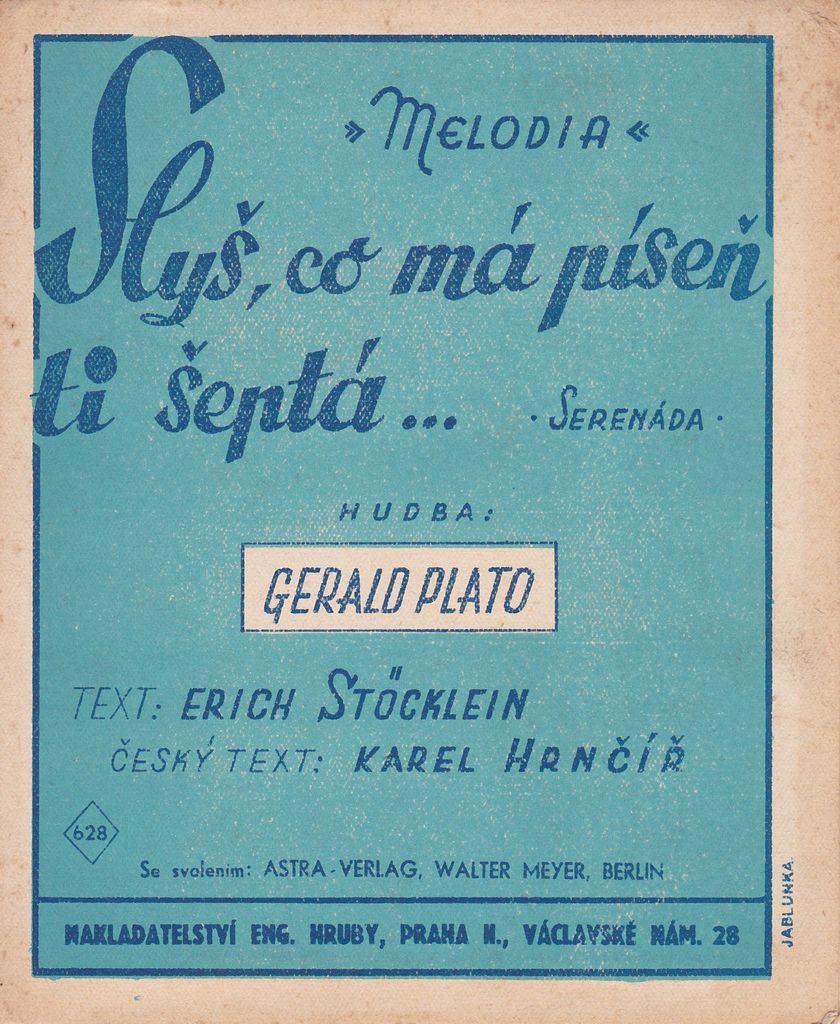 » MELODIA «
Slyš, co má píseň
ti šeptá...
· SERENÁDA ·
HUDBA:
GERALD PLATO
TEXT: ERICH STÖCKLEIN
ČESKÝ TEXT: KAREL HRNČÍŘ
628
Se svolením: ASTRA-VERLAG, WALTER MEYER, BERLIN
NAKLADATELSTVÍ ENG. HRUBY, PRAHA II., VÁCLAVSKÉ NÁM. 28
JABLUNKA